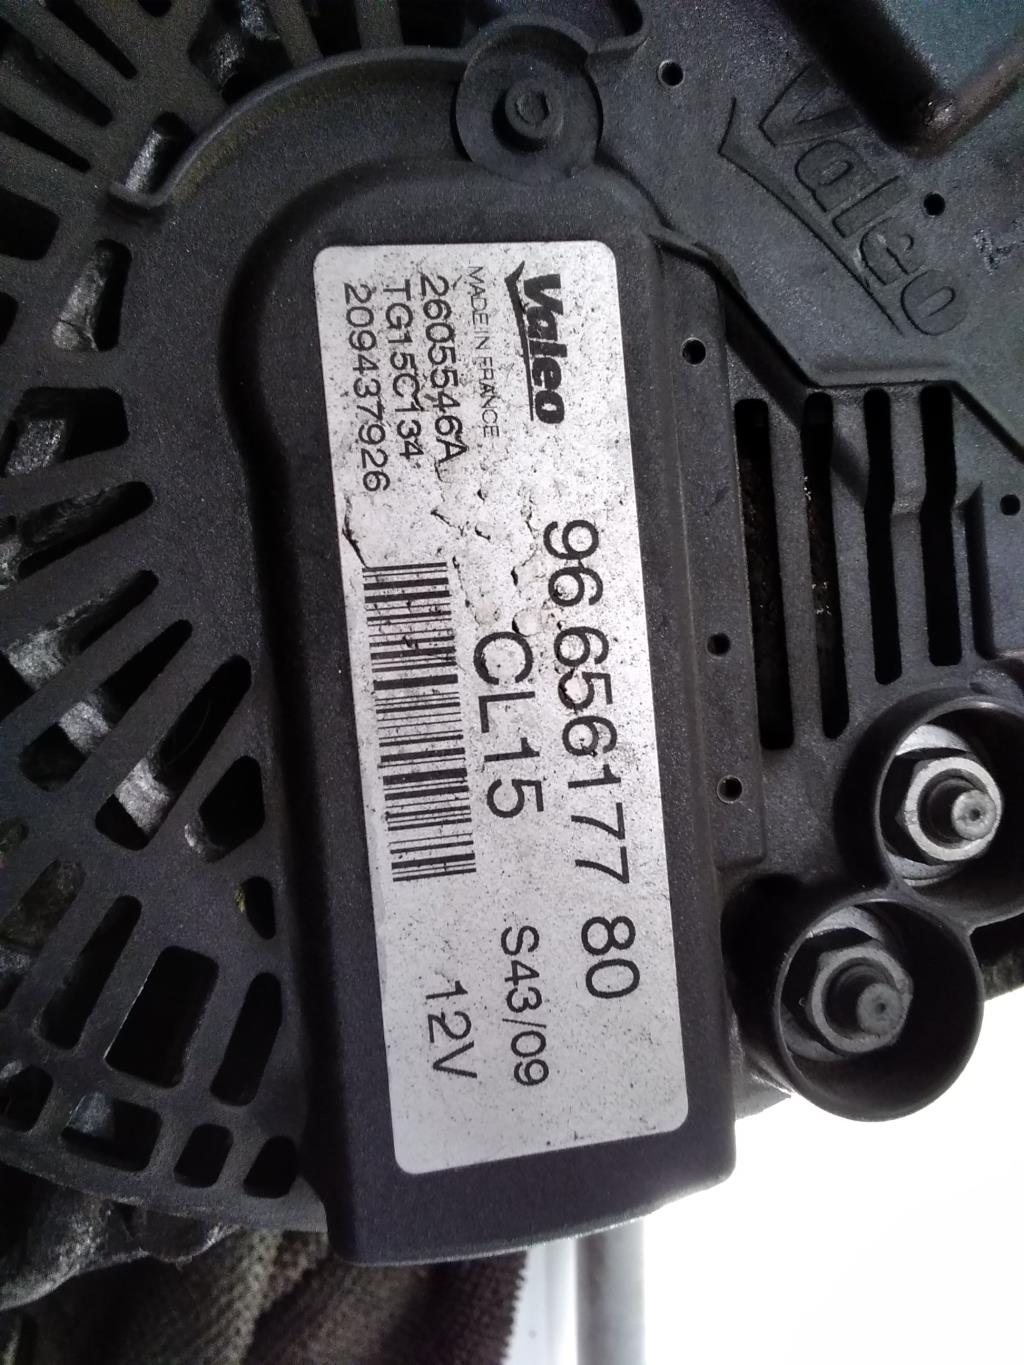 Valeo
Valeo
MADE IN FRANCE
2605546A
TG15C134
209437926
96 656177 80
CL15
S43/09
12V